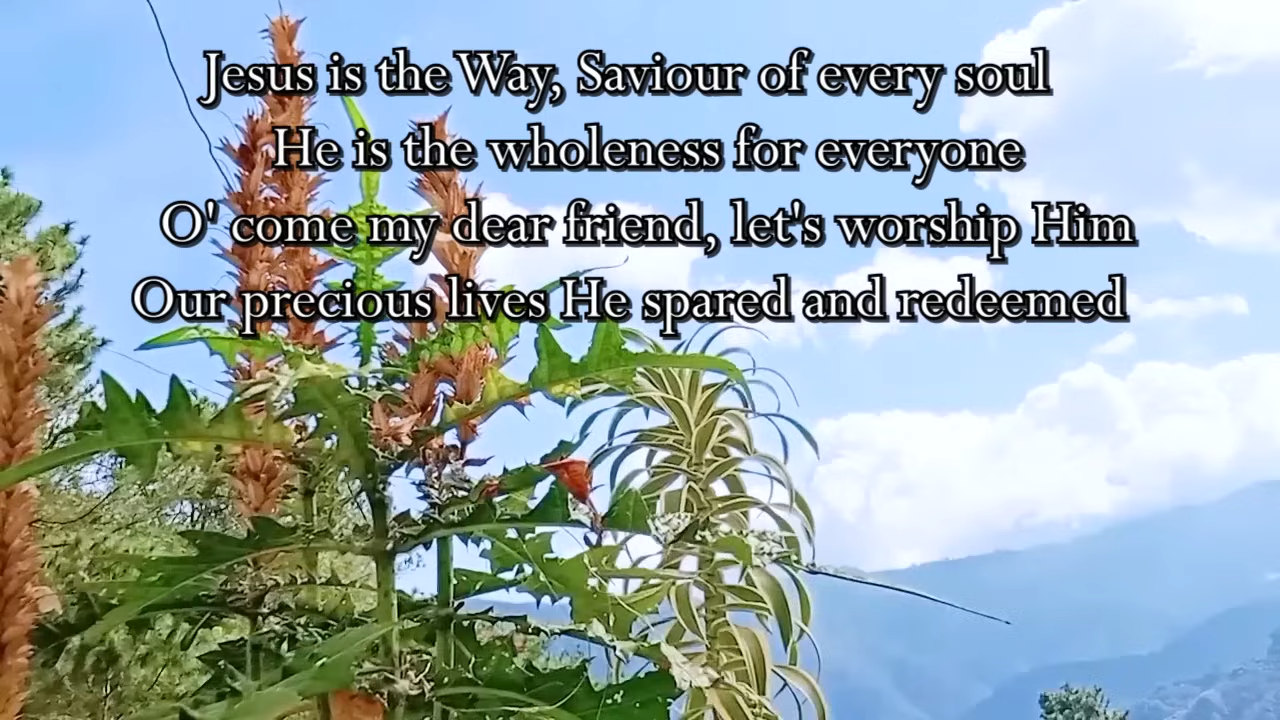 Jesus is the Way, Saviour of every soul
He is the wholeness for everyone
O' come my dear friend, let's worship Him
Our precious lives He spared and redeemed